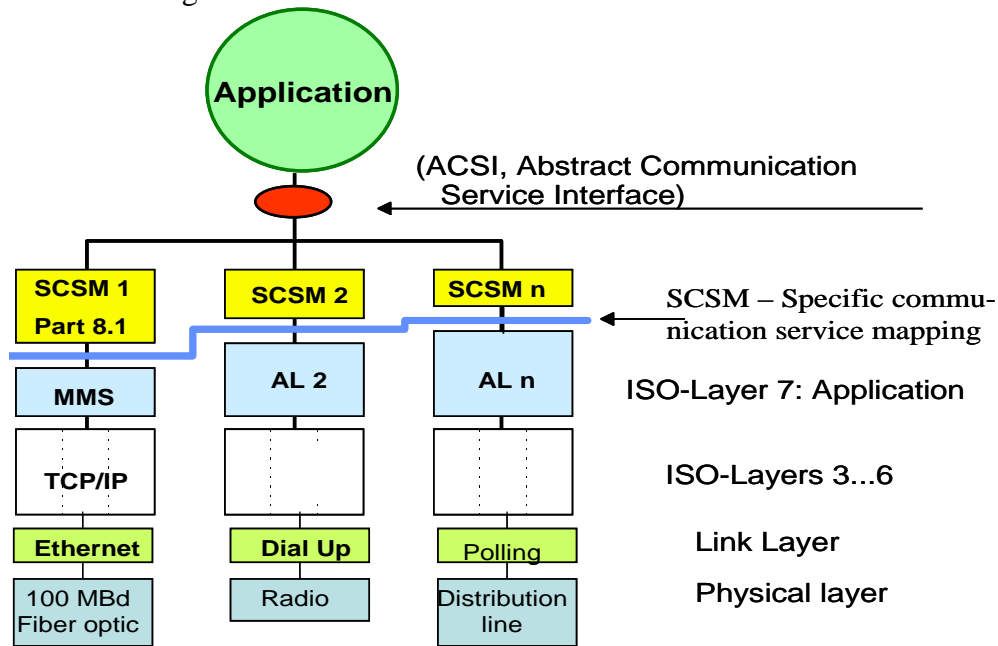 Application
(ACSI, Abstract Communication
Service Interface)
SCSM 1
Part 8.1
SCSM 2
SCSM n
SCSM – Specific commu-
nication service mapping
MMS
AL 2
AL n
ISO-Layer 7: Application
TCP/IP
ISO-Layers 3...6
Ethernet
Dial Up
Polling
Link Layer
100 MBd
Fiber optic
Radio
Distribution
line
Physical layer